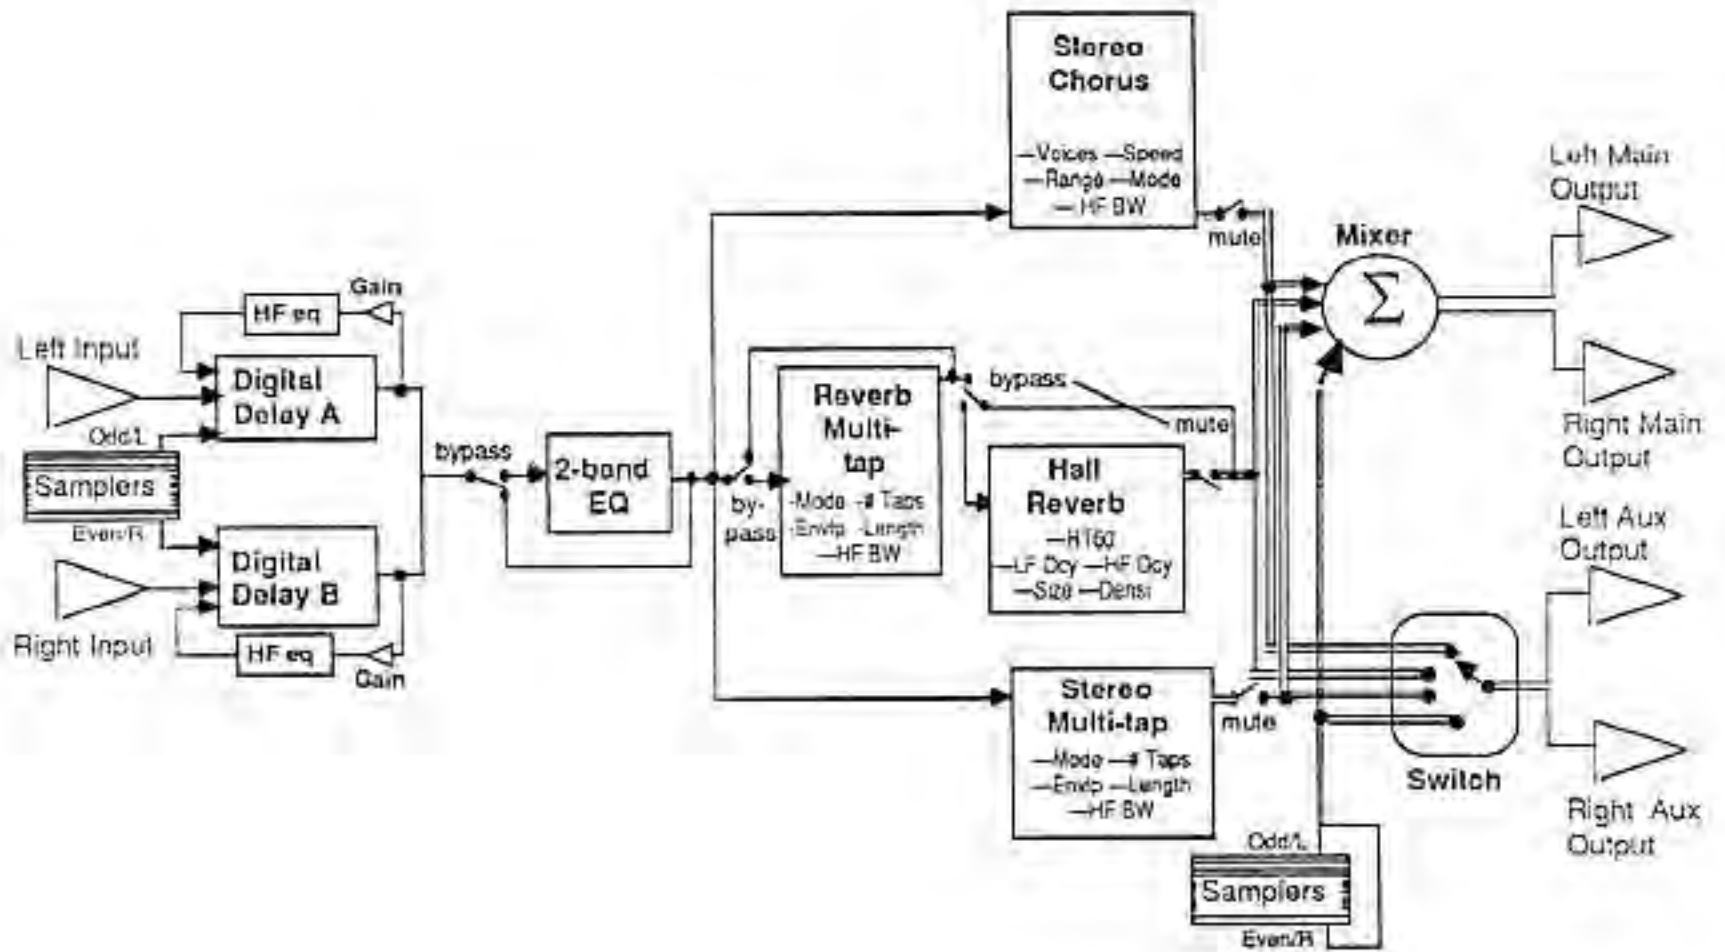 Stereo
Chorus
—Voices —Speed
—Range —Mode
— HF BW
mute
Left Main
Output
Mixer
Σ
Right Main
Output
Gain
HF eq
Left Input
Digital
Delay A
Odd/L
Samplers
Even/R
Digital
Delay B
Right Input
HF eq
Gain
bypass
2-band
EQ
by-
pass
Reverb
Multi-
tap
-Mode -# Taps
-Envlp -Length
—HF BW
bypass
mute
Hall
Reverb
—RT60
—LF Dcy —HF Dcy
—Size —Densi
Stereo
Multi-tap
—Mode —# Taps
—Envlp —Length
—HF BW
mute
Left Aux
Output
Switch
Right Aux
Output
Odd/L
Samplers
Even/R